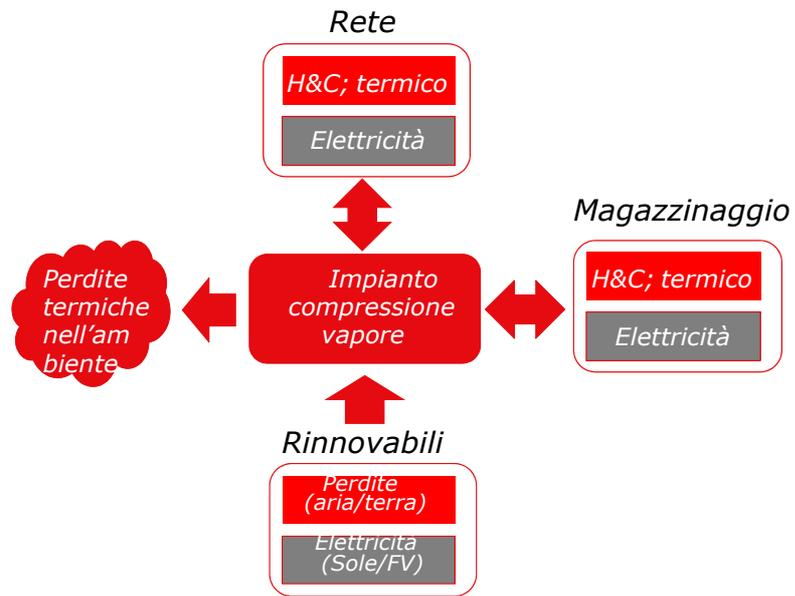 Rete
H&C; termico
Elettricità
Magazzinaggio
H&C; termico
Elettricità
Perdite
termiche
nell'am
biente
Impianto
compressione
vapore
Rinnovabili
Perdite
(aria/terra)
Elettricità
(Sole/FV)